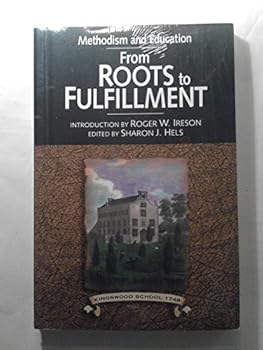 Methodism and Education
From
ROOTS to
FULFILLMENT
INTRODUCTION BY ROGER W. IRESON
EDITED BY SHARON J. HELS
KINGSWOOD SCHOOL 1748